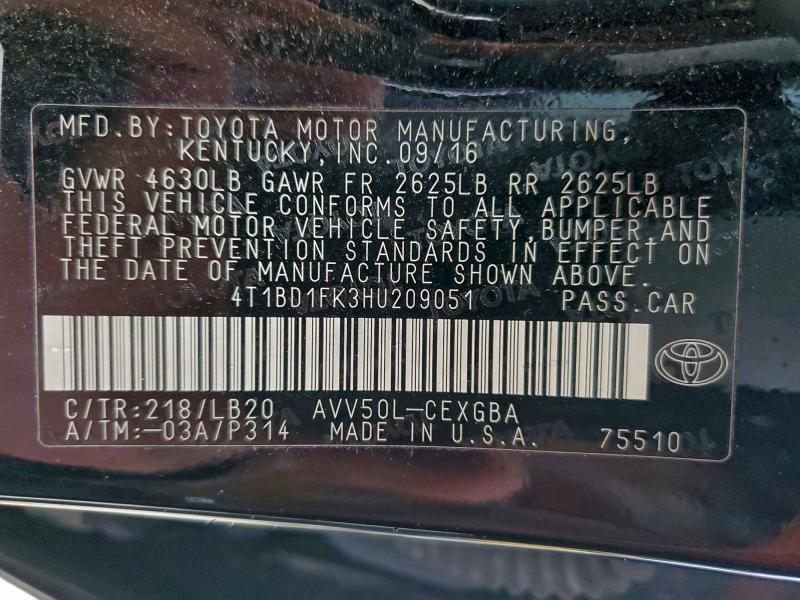 MFD.BY:TOYOTA MOTOR MANUFACTURING,
KENTUCKY,INC.09/16
GVWR 4630LB GAWR FR 2625LB RR 2625LB
THIS VEHICLE CONFORMS TO ALL APPLICABLE
FEDERAL MOTOR VEHICLE SAFETY,BUMPER,AND
THEFT PREVENTION STANDARDS IN EFFECT ON
THE DATE OF MANUFACTURE SHOWN ABOVE.
4T1BD1FK3HU209051 PASS.CAR
C/TR:218/LB20 AVV50L-CEXGBA
A/TM:-03A/P314 MADE IN U.S.A. 75510